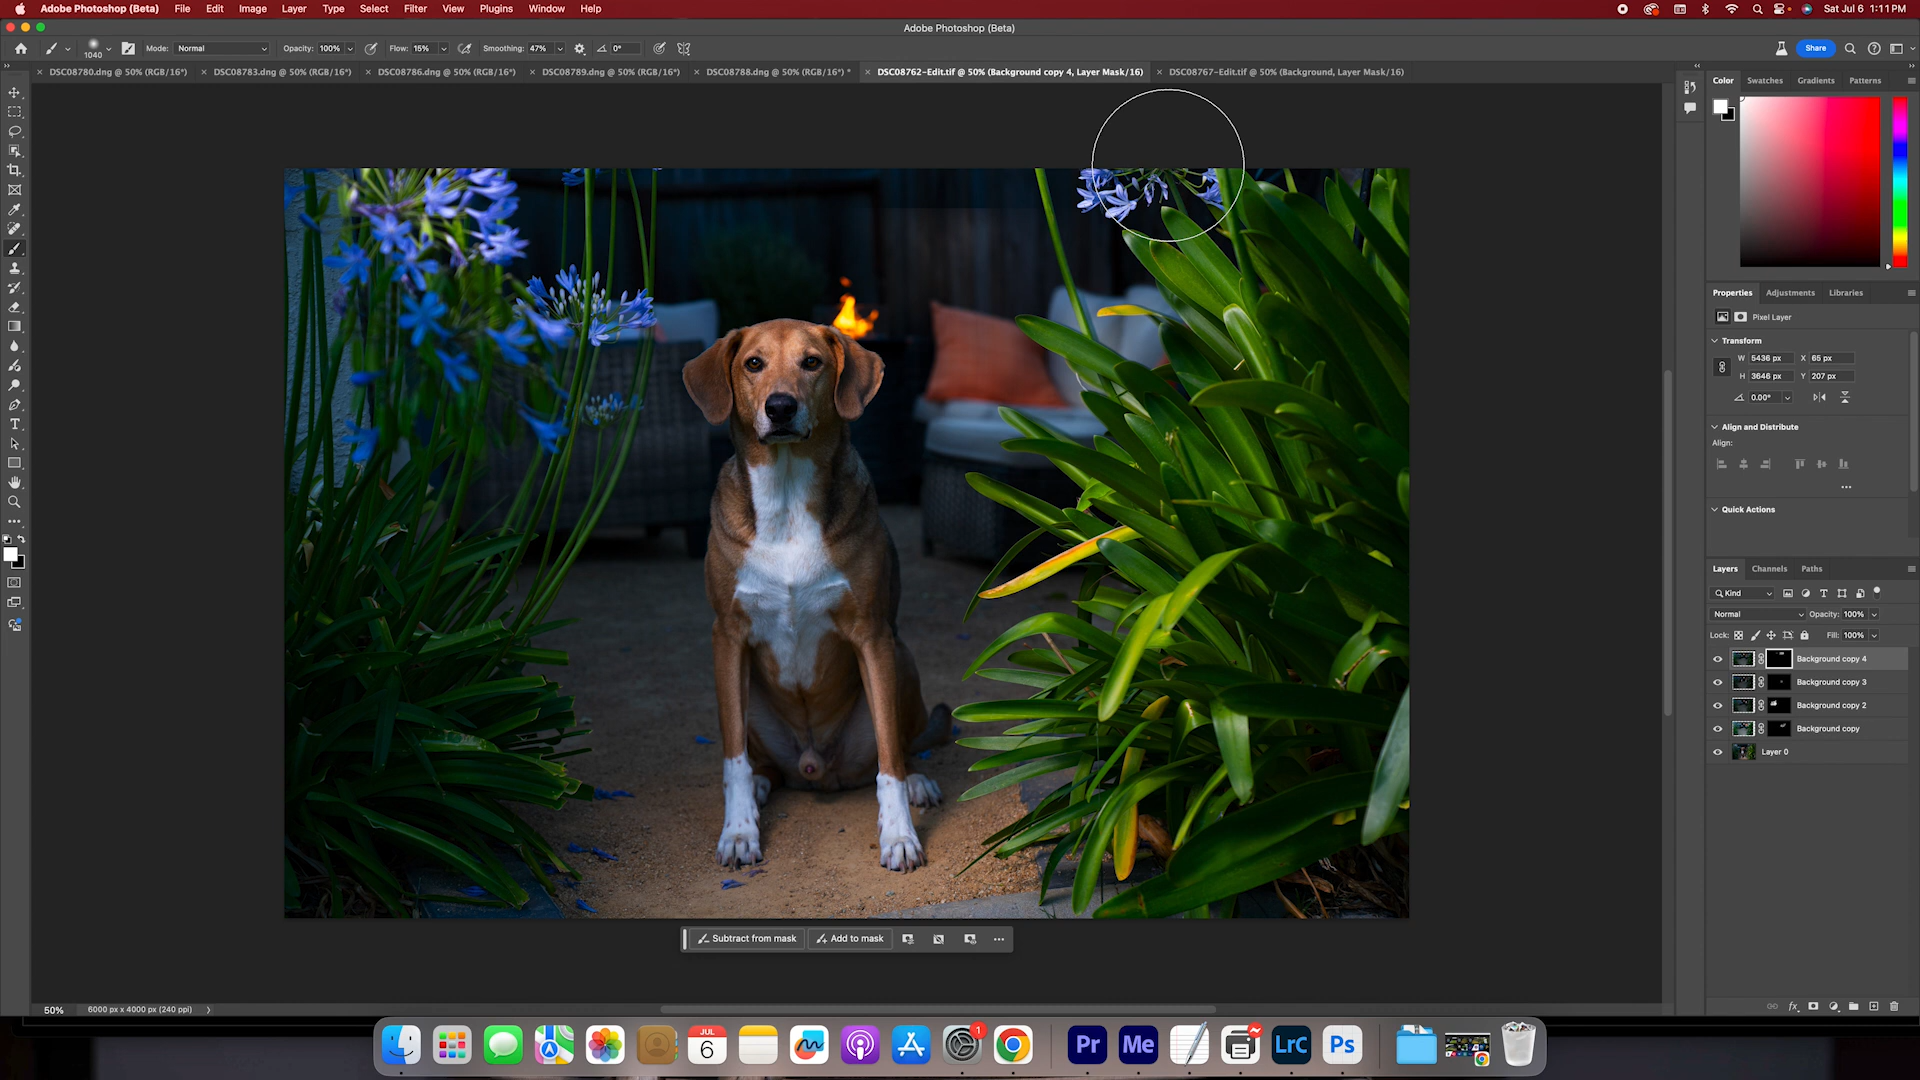 Adobe Photoshop (Beta) File Edit Image Layer Type Select Filter View Plugins Window Help Sat Jul 6 1:11 PM
Adobe Photoshop (Beta)
1040 Mode: Normal Opacity: 100% Flow: 15% Smoothing: 47% 0° Share
DSC08780.dng @ 50% (RGB/16*) DSC08783.dng @ 50% (RGB/16*) DSC08786.dng @ 50% (RGB/16*) DSC08789.dng @ 50% (RGB/16*) DSC08788.dng @ 50% (RGB/16*) * DSC08762-Edit.tif @ 50% (Background copy 4, Layer Mask/16) DSC08767-Edit.tif @ 50% (Background, Layer Mask/16)
Color Swatches Gradients Patterns
Properties Adjustments Libraries
Pixel Layer
Transform
W 5436 px X 65 px
H 3646 px Y 207 px
0.00°
Align and Distribute
Align:
Quick Actions
Layers Channels Paths
Kind
Normal Opacity: 100%
Lock: Fill: 100%
Background copy 4
Background copy 3
Background copy 2
Background copy
Layer 0
fx
Subtract from mask Add to mask
50% 6000 px x 4000 px (240 ppi)
JUL
6
1
Pr Me LrC Ps